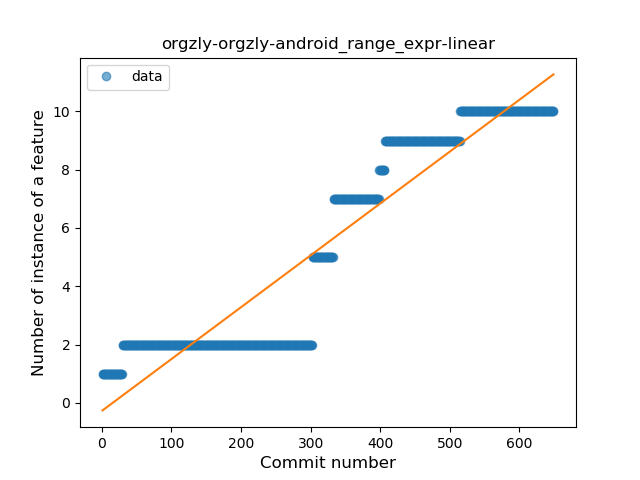 orgzly-orgzly-android_range_expr-linear
data
Number of instance of a feature
10
8
6
4
2
0
0 100 200 300 400 500 600
Commit number